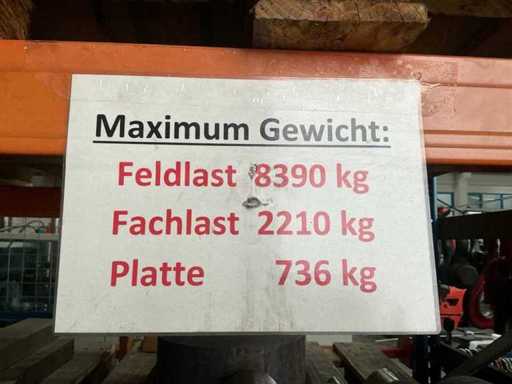 Maximum Gewicht:
Feldlast 8390 kg
Fachlast 2210 kg
Platte 736 kg